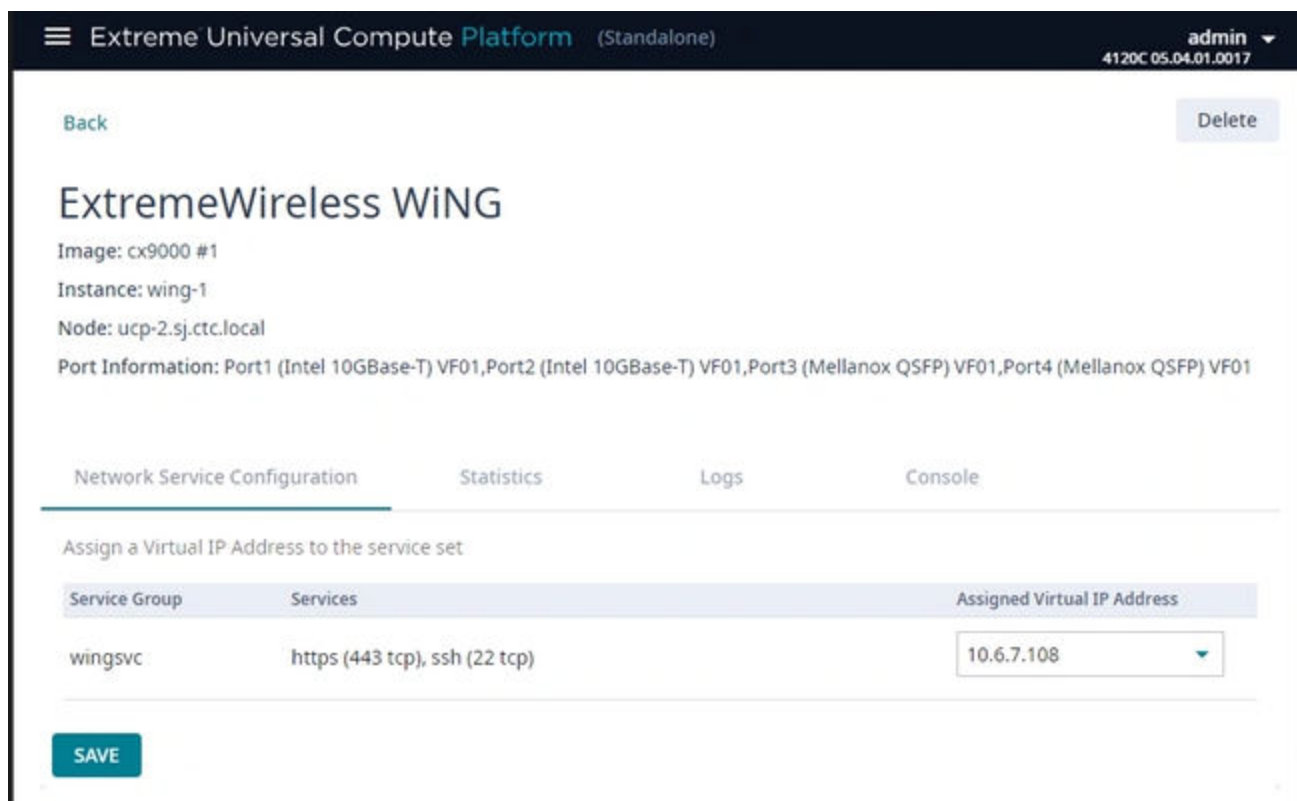 Extreme Universal Compute Platform (Standalone)
admin
4120C 05.04.01.0017
Back
Delete
ExtremeWireless WiNG
Image: cx9000 #1
Instance: wing-1
Node: ucp-2.sj.ctc.local
Port Information: Port1 (Intel 10GBase-T) VF01,Port2 (Intel 10GBase-T) VF01,Port3 (Mellanox QSFP) VF01,Port4 (Mellanox QSFP) VF01
Network Service Configuration Statistics Logs Console
Assign a Virtual IP Address to the service set
Service Group Services Assigned Virtual IP Address
wingsvc https (443 tcp), ssh (22 tcp) 10.6.7.108
SAVE